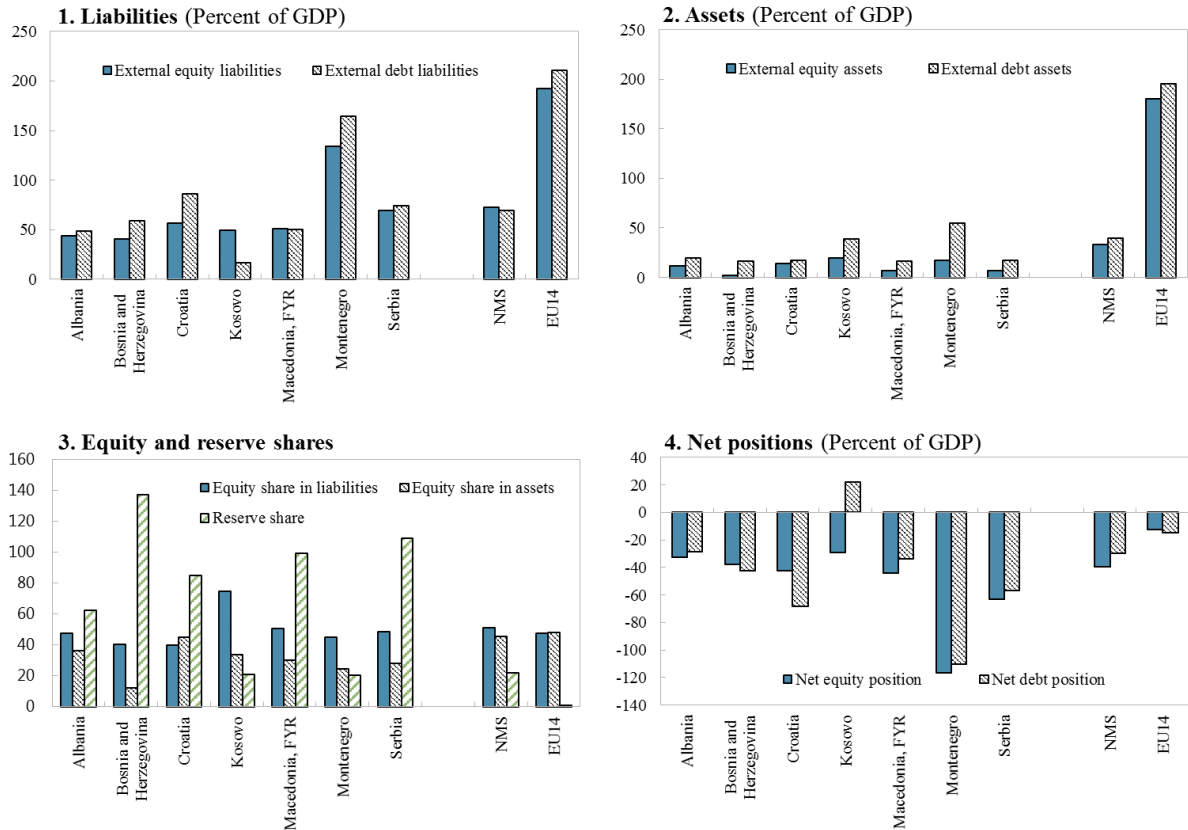 1. Liabilities (Percent of GDP)
250
200
150
100
50
0
External equity liabilities
External debt liabilities
Albania
Bosnia and
Herzegovina
Croatia
Kosovo
Macedonia, FYR
Montenegro
Serbia
NMS
EU14
2. Assets (Percent of GDP)
250
200
150
100
50
0
External equity assets
External debt assets
Albania
Bosnia and
Herzegovina
Croatia
Kosovo
Macedonia, FYR
Montenegro
Serbia
NMS
EU14
3. Equity and reserve shares
160
140
120
100
80
60
40
20
0
Equity share in liabilities
Equity share in assets
Reserve share
Albania
Bosnia and
Herzegovina
Croatia
Kosovo
Macedonia, FYR
Montenegro
Serbia
NMS
EU14
4. Net positions (Percent of GDP)
40
20
0
-20
-40
-60
-80
-100
-120
-140
Net equity position
Net debt position
Albania
Bosnia and
Herzegovina
Croatia
Kosovo
Macedonia, FYR
Montenegro
Serbia
NMS
EU14